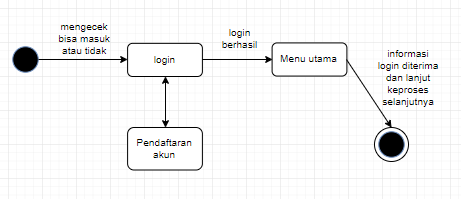 mengecek
bisa masuk
atau tidak
login
login
berhasil
Menu utama
informasi
login diterima
dan lanjut
keproses
selanjutnya
Pendaftaran
akun